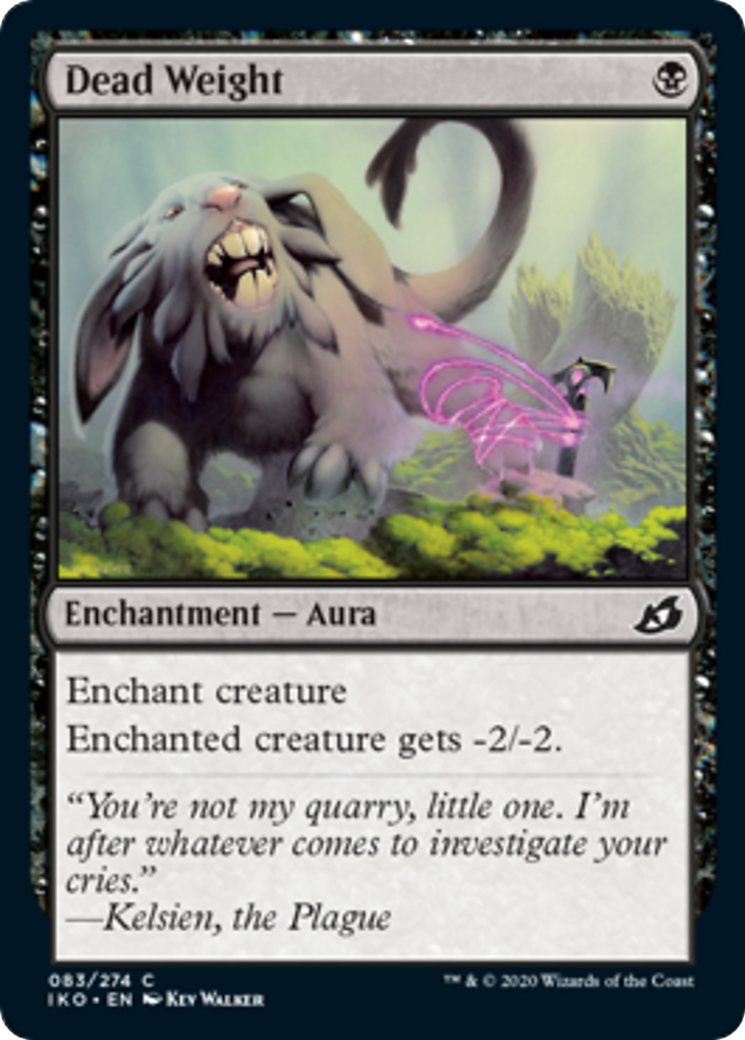 Dead Weight
Enchantment — Aura
Enchant creature
Enchanted creature gets -2/-2.
“You’re not my quarry, little one. I’m
after whatever comes to investigate your
cries.”
—Kelsien, the Plague
083/274 C
™ & © 2020 Wizards of the Coast
IKO • EN Kev Walker